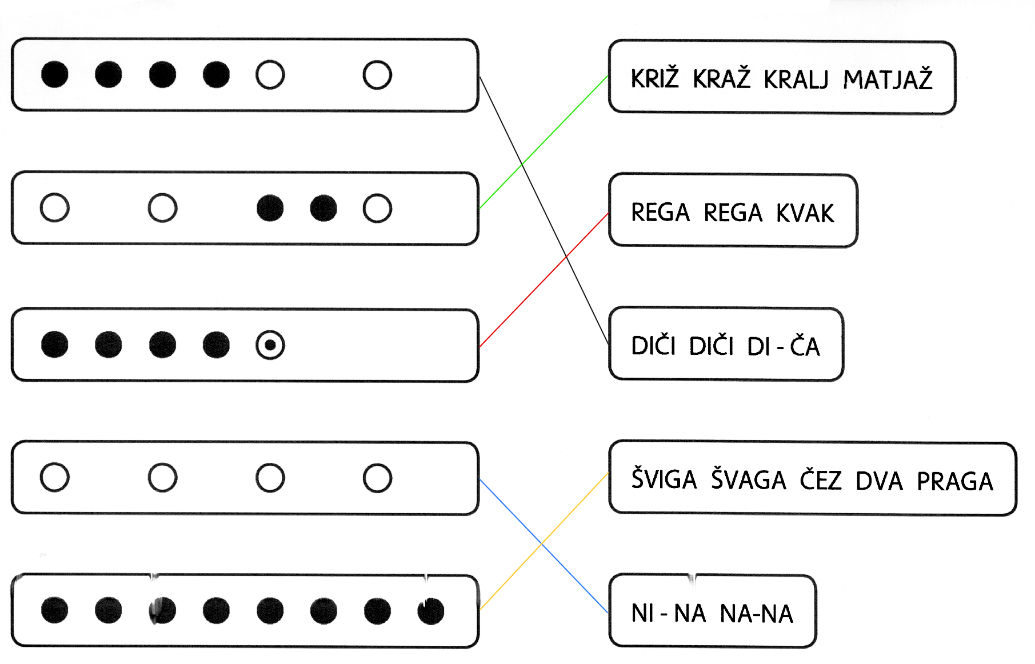 KRIŽ KRAŽ KRALJ MATJAŽ
REGA REGA KVAK
DIČI DIČI DI - ČA
ŠVIGA ŠVAGA ČEZ DVA PRAGA
NI - NA NA-NA